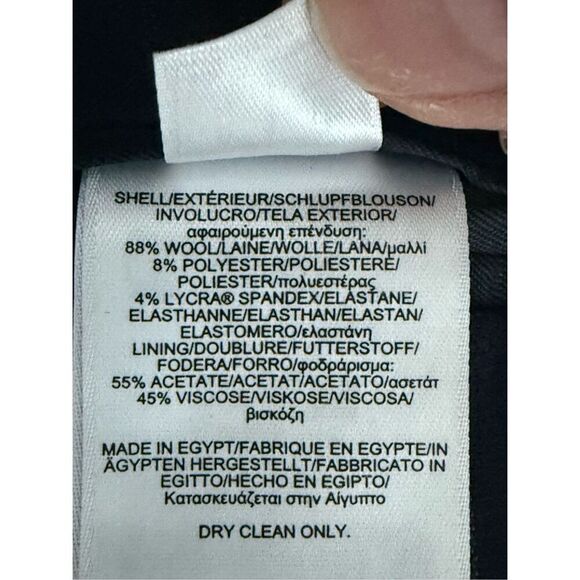 SHELL/EXTÉRIEUR/SCHLUPFBLOUSON/
INVOLUCRO/TELA EXTERIOR/
αφαιρούμενη επένδυση:
88% WOOL/LAINE/WOLLE/LANA/μαλλί
8% POLYESTER/POLIESTERE/
POLIESTER/πολυεστέρας
4% LYCRA® SPANDEX/ELASTANE/
ELASTHANNE/ELASTHAN/ELASTAN/
ELASTOMERO/ελαστάνη
LINING/DOUBLURE/FUTTERSTOFF/
FODERA/FORRO/φοδράρισμα:
55% ACETATE/ACETAT/ACETATO/ασετάτ
45% VISCOSE/VISKOSE/VISCOSA/
βισκόζη
MADE IN EGYPT/FABRIQUE EN EGYPTE/IN
ÄGYPTEN HERGESTELLT/FABBRICATO IN
EGITTO/HECHO EN EGIPTO/
Κατασκευάζεται στην Αίγυπτο
DRY CLEAN ONLY.